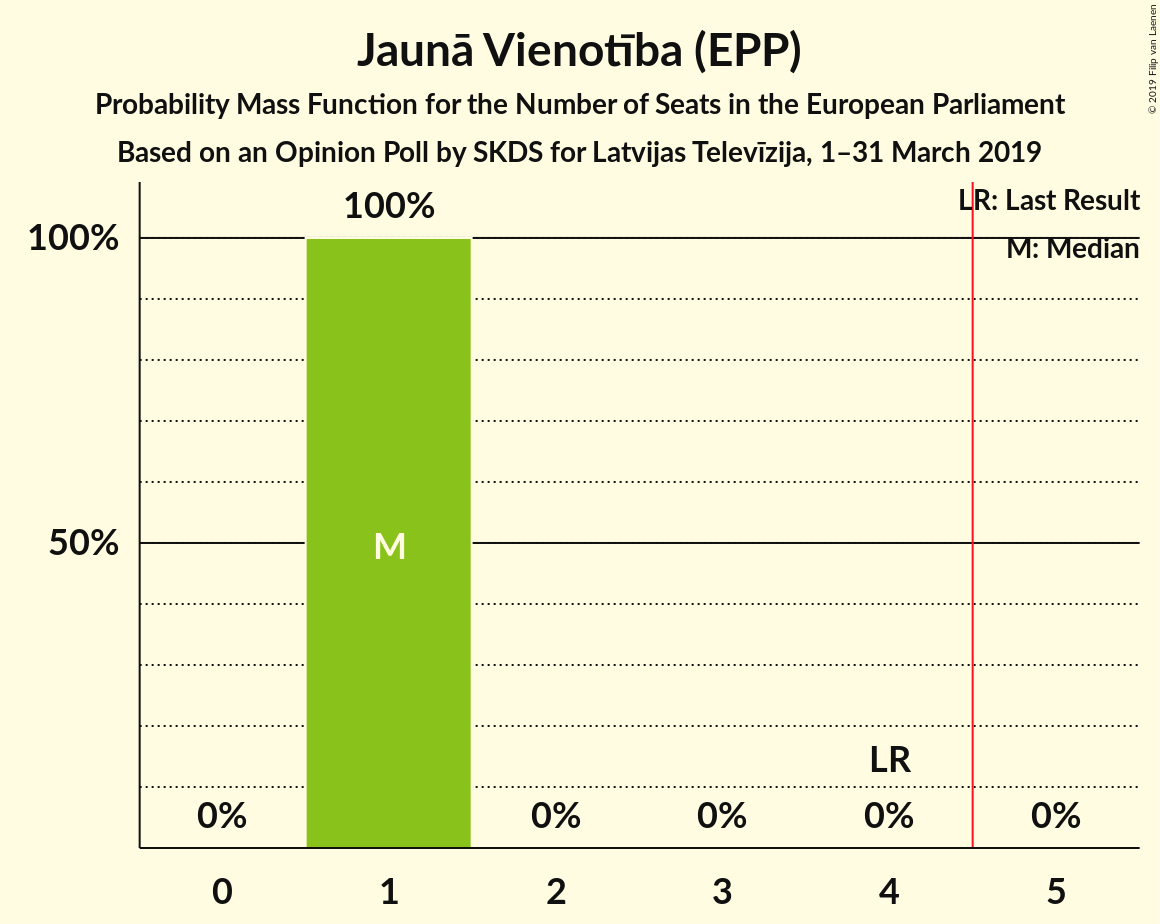 Jaunā Vienotība (EPP)
Probability Mass Function for the Number of Seats in the European Parliament
Based on an Opinion Poll by SKDS for Latvijas Televīzija, 1–31 March 2019
© 2019 Filip van Laenen
LR: Last Result
M: Median
100%
100%
50%
M
LR
0%
0%
0%
0%
0%
0
1
2
3
4
5